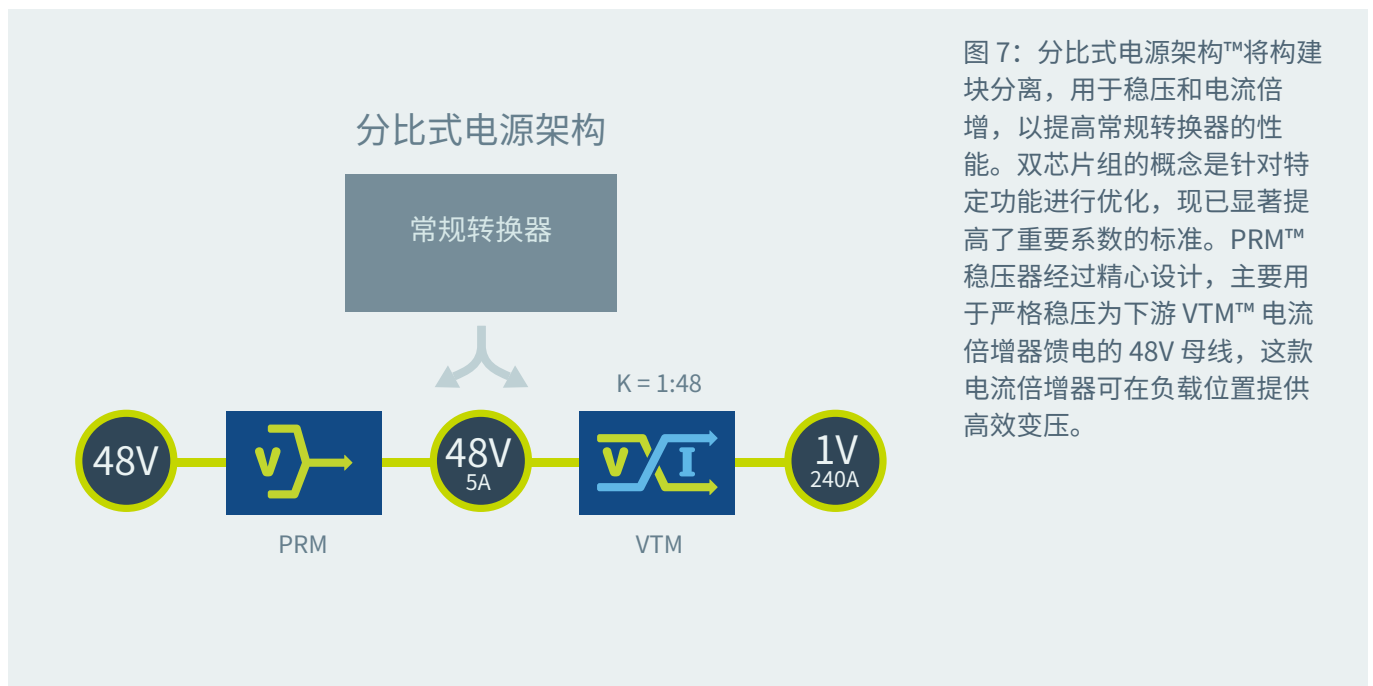 分比式电源架构
常规转换器
K = 1:48
48V
V
48V
5A
V
I
1V
240A
PRM
VTM
图 7：分比式电源架构™将构建
块分离，用于稳压和电流倍
增，以提高常规转换器的性
能。双芯片组的概念是针对特
定功能进行优化，现已显著提
高了重要系数的标准。PRM™
稳压器经过精心设计，主要用
于严格稳压为下游 VTM™ 电流
倍增器馈电的 48V 母线，这款
电流倍增器可在负载位置提供
高效变压。